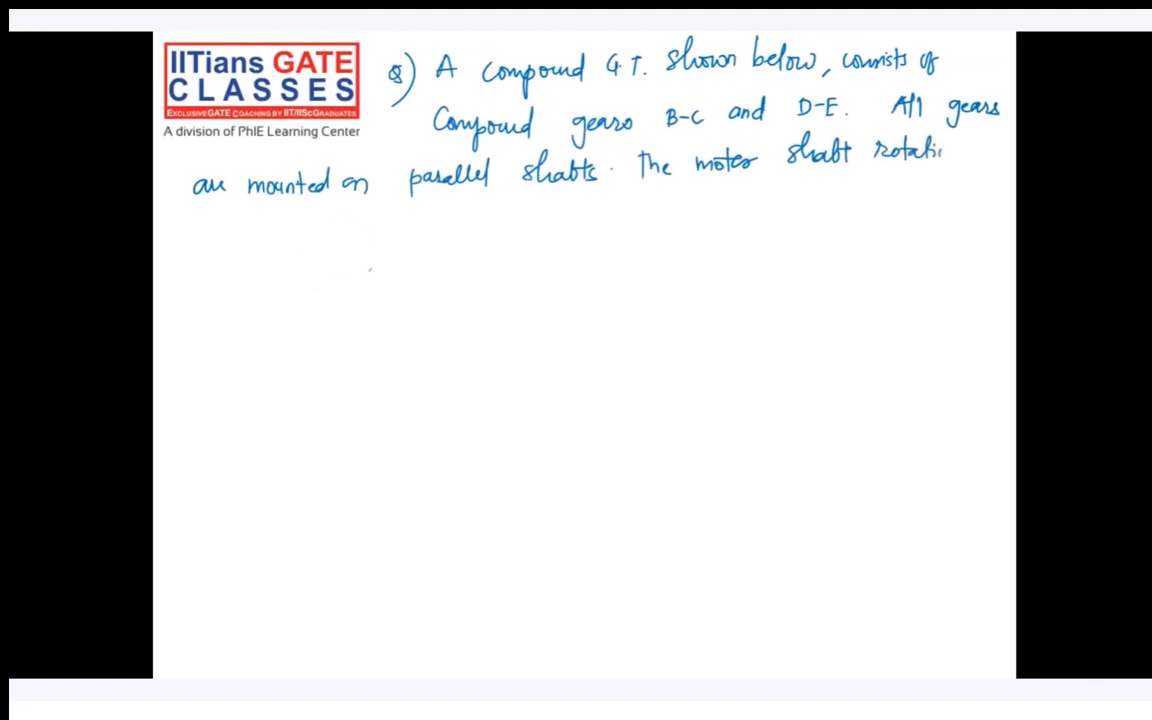 IITians GATE
CLASSES
EXCLUSIVE GATE COACHING BY IIT/IISc GRADUATES
A division of PhIE Learning Center
Q) A compound G.T. shown below, consists of
Compound gears B-C and D-E. All gears
are mounted on parallel shafts. The motor shaft rotati